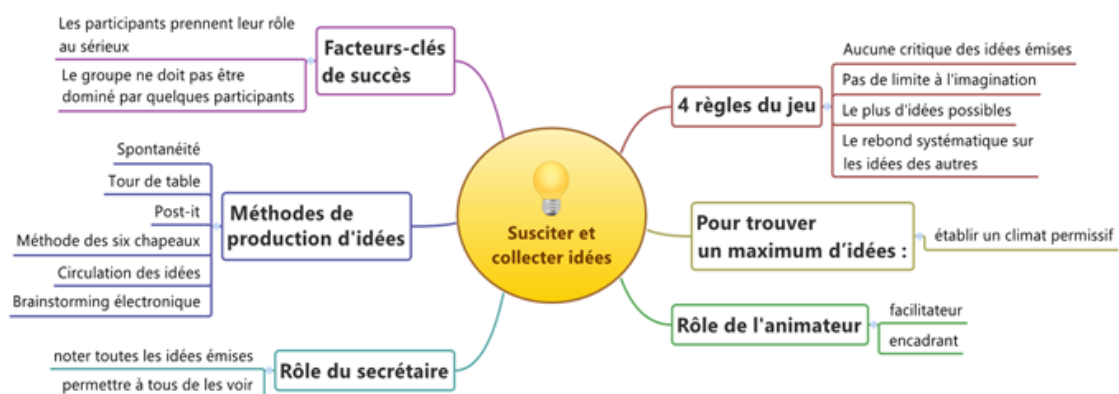 Susciter et
collecter idées
4 règles du jeu
Aucune critique des idées émises
Pas de limite à l'imagination
Le plus d'idées possibles
Le rebond systématique sur
les idées des autres
Pour trouver
un maximum d'idées :
établir un climat permissif
Rôle de l'animateur
facilitateur
encadrant
Rôle du secrétaire
noter toutes les idées émises
permettre à tous de les voir
Méthodes de
production d'idées
Spontanéité
Tour de table
Post-it
Méthode des six chapeaux
Circulation des idées
Brainstorming électronique
Facteurs-clés
de succès
Les participants prennent leur rôle
au sérieux
Le groupe ne doit pas être
dominé par quelques participants